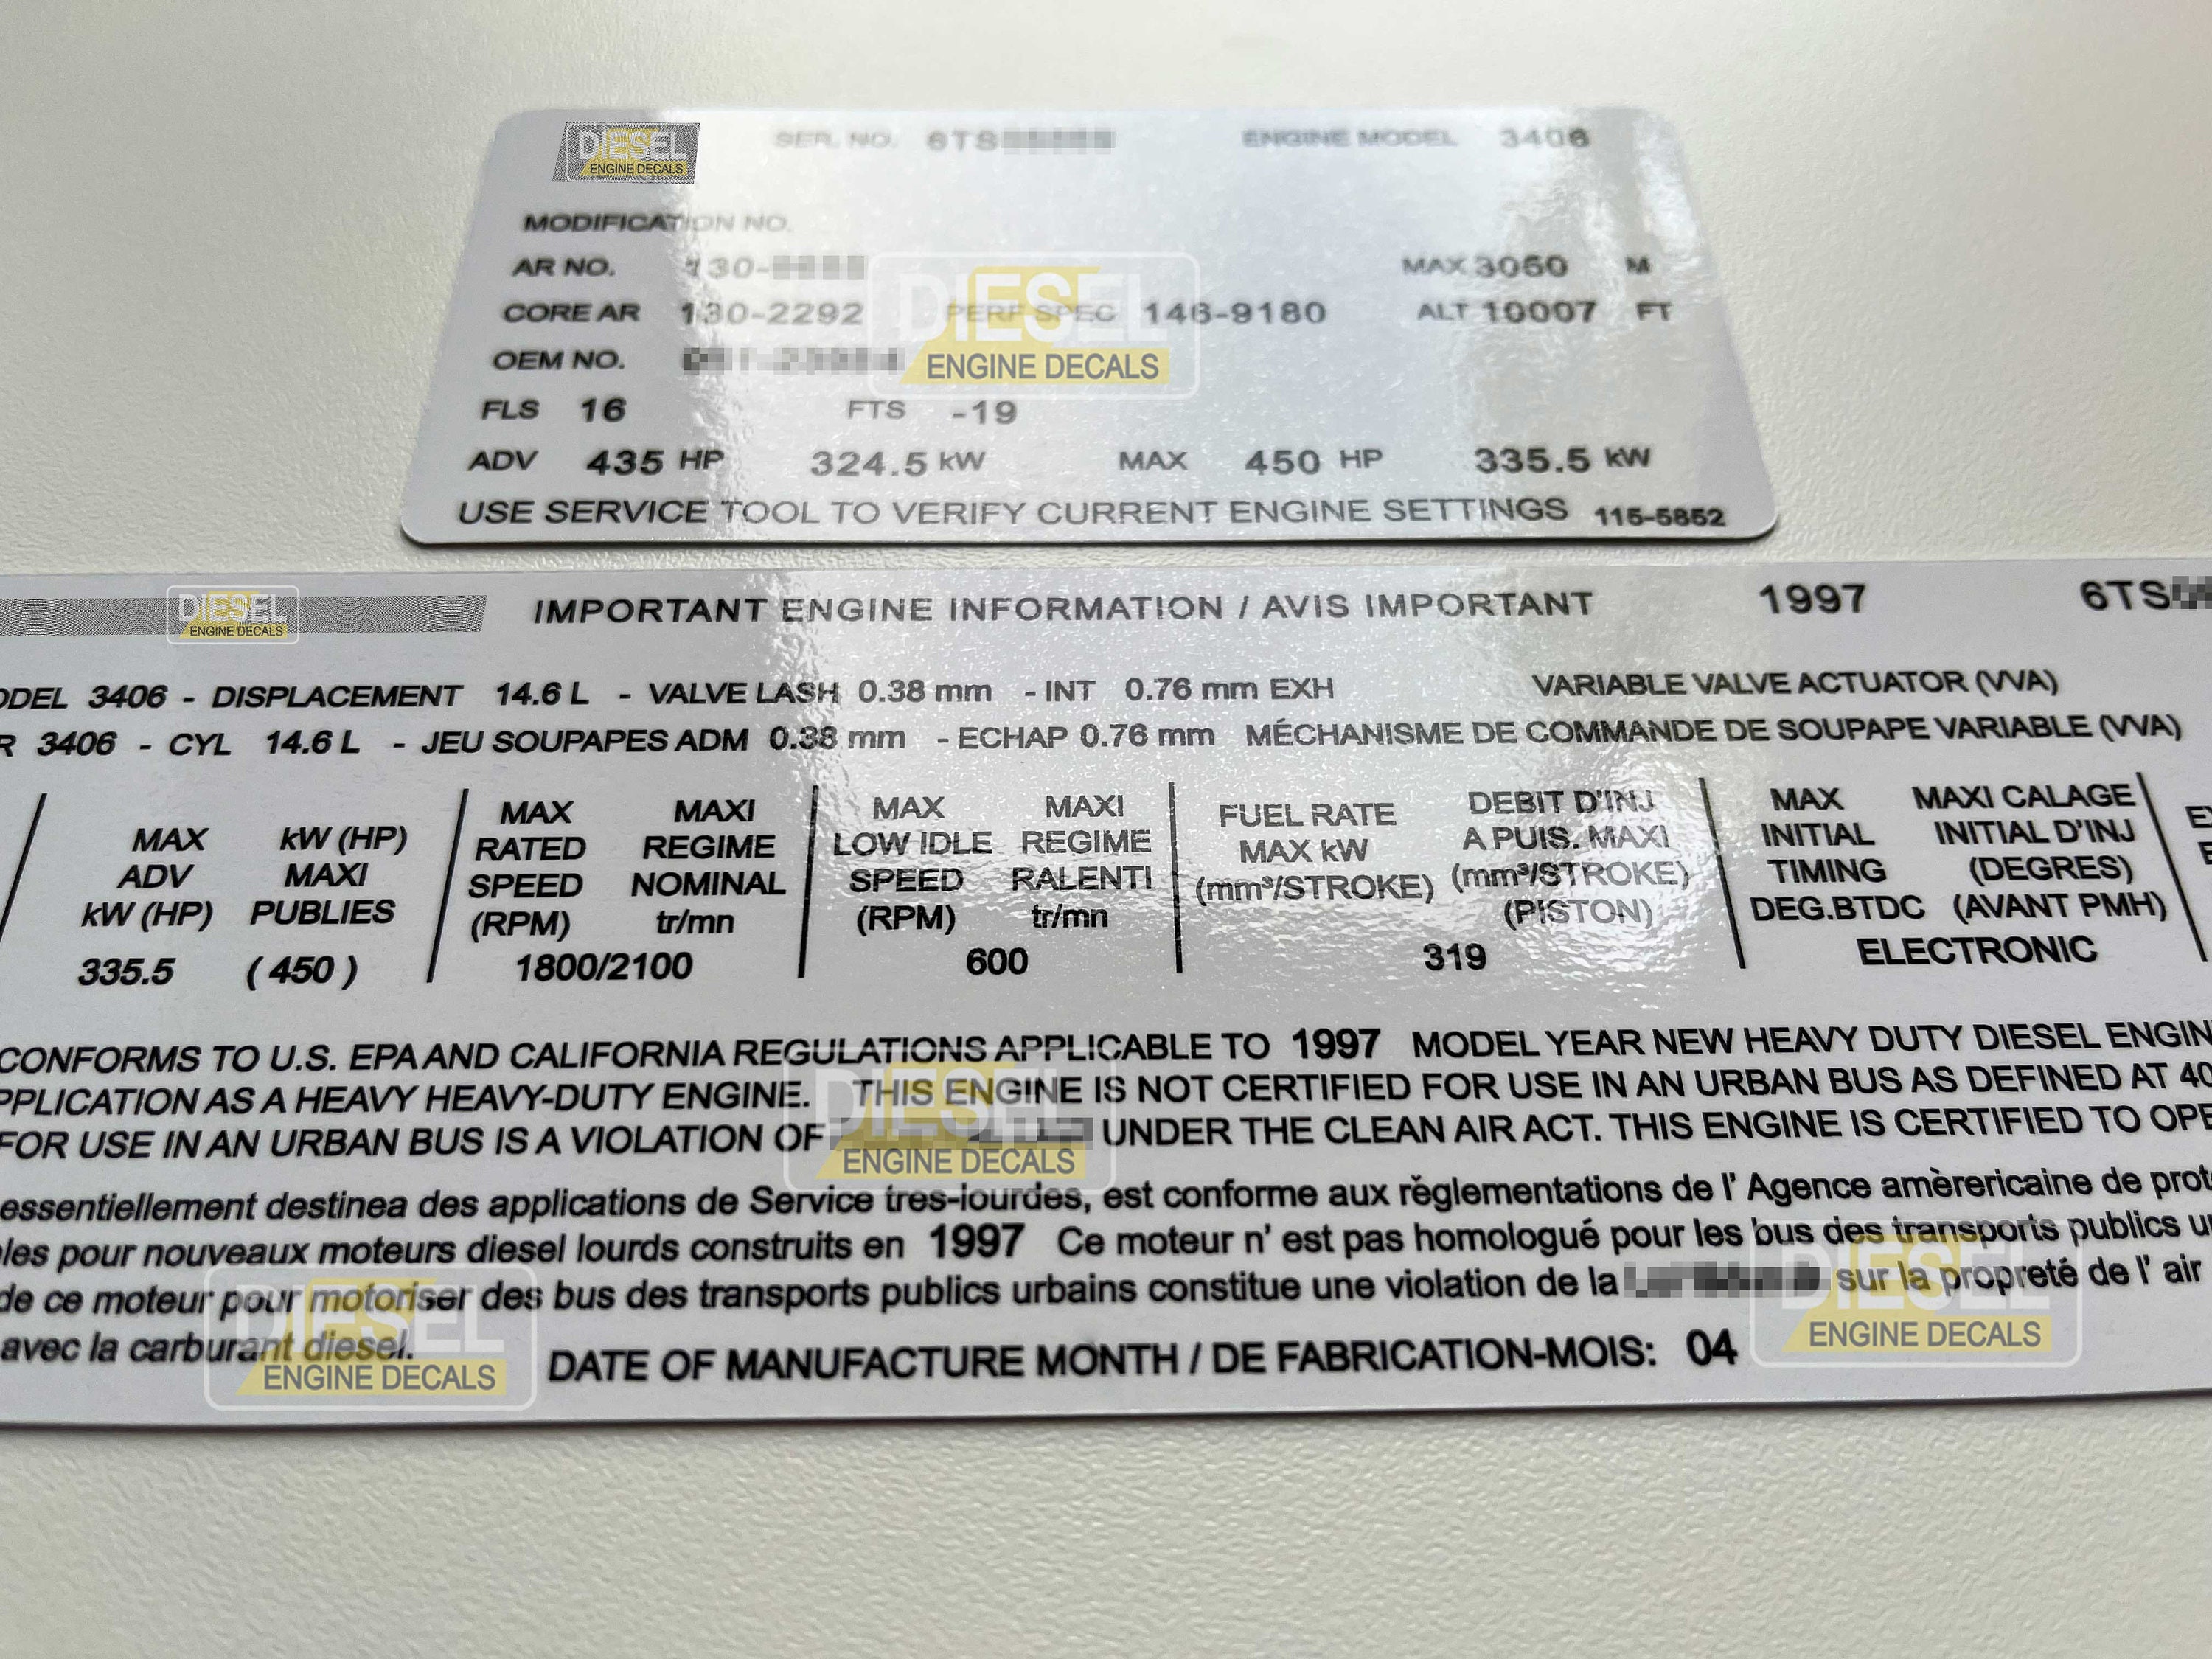 DIESEL
ENGINE DECALS
SER. NO. 6TS
ENGINE MODEL 3406
MODIFICATION NO.
AR NO. 130-
MAX 3050 M
CORE AR 130-2292 PERF SPEC 146-9180 ALT 10007 FT
OEM NO.
DIESEL
ENGINE DECALS
FLS 16 FTS -19
ADV 435 HP 324.5 kW MAX 450 HP 335.5 kW
USE SERVICE TOOL TO VERIFY CURRENT ENGINE SETTINGS 115-5852
DIESEL
ENGINE DECALS
IMPORTANT ENGINE INFORMATION / AVIS IMPORTANT 1997 6TS
ODEL 3406 - DISPLACEMENT 14.6 L - VALVE LASH 0.38 mm - INT 0.76 mm EXH VARIABLE VALVE ACTUATOR (VVA)
R 3406 - CYL 14.6 L - JEU SOUPAPES ADM 0.38 mm - ECHAP 0.76 mm MÉCHANISME DE COMMANDE DE SOUPAPE VARIABLE (VVA)
MAX kW (HP)
ADV MAXI
kW (HP) PUBLIES
335.5 ( 450 )
MAX MAXI
RATED REGIME
SPEED NOMINAL
(RPM) tr/mn
1800/2100
MAX MAXI
LOW IDLE REGIME
SPEED RALENTI
(RPM) tr/mn
600
FUEL RATE DEBIT D'INJ
MAX kW A PUIS. MAXI
(mm³/STROKE) (mm³/STROKE)
(PISTON)
319
MAX MAXI CALAGE
INITIAL INITIAL D'INJ
TIMING (DEGRES)
DEG.BTDC (AVANT PMH)
ELECTRONIC
CONFORMS TO U.S. EPA AND CALIFORNIA REGULATIONS APPLICABLE TO 1997 MODEL YEAR NEW HEAVY DUTY DIESEL ENGIN
PPLICATION AS A HEAVY HEAVY-DUTY ENGINE. THIS ENGINE IS NOT CERTIFIED FOR USE IN AN URBAN BUS AS DEFINED AT 40
FOR USE IN AN URBAN BUS IS A VIOLATION OF UNDER THE CLEAN AIR ACT. THIS ENGINE IS CERTIFIED TO OPE
DIESEL
ENGINE DECALS
essentiellement destinea des applications de Service tres-iourdes, est conforme aux rěglementations de l' Agence amèrericaine de prot
les pour nouveaux moteurs diesel lourds construits en 1997 Ce moteur n' est pas homologué pour les bus des transports publics u
de ce moteur pour motoriser des bus des transports publics urbains constitue une violation de la sur la propreté de l' air
avec la carburant diesel.
DIESEL
ENGINE DECALS
DATE OF MANUFACTURE MONTH / DE FABRICATION-MOIS: 04
DIESEL
ENGINE DECALS